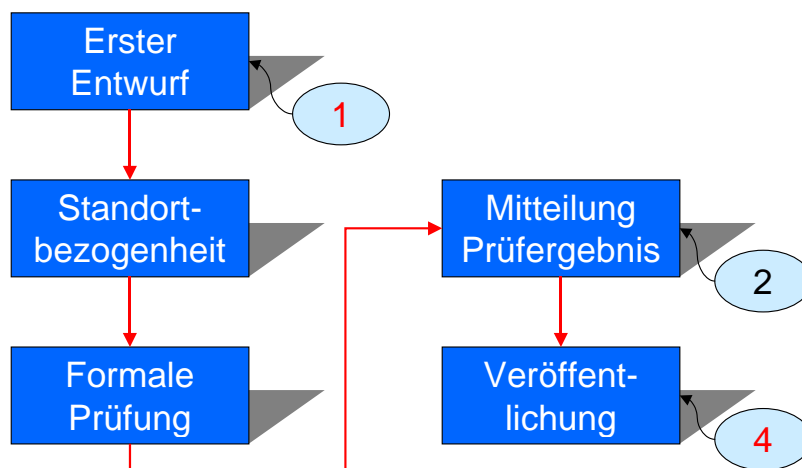 Erster
Entwurf
1
Standort-
bezogenheit
Formale
Prüfung
Mitteilung
Prüfergebnis
2
Veröffent-
lichung
4